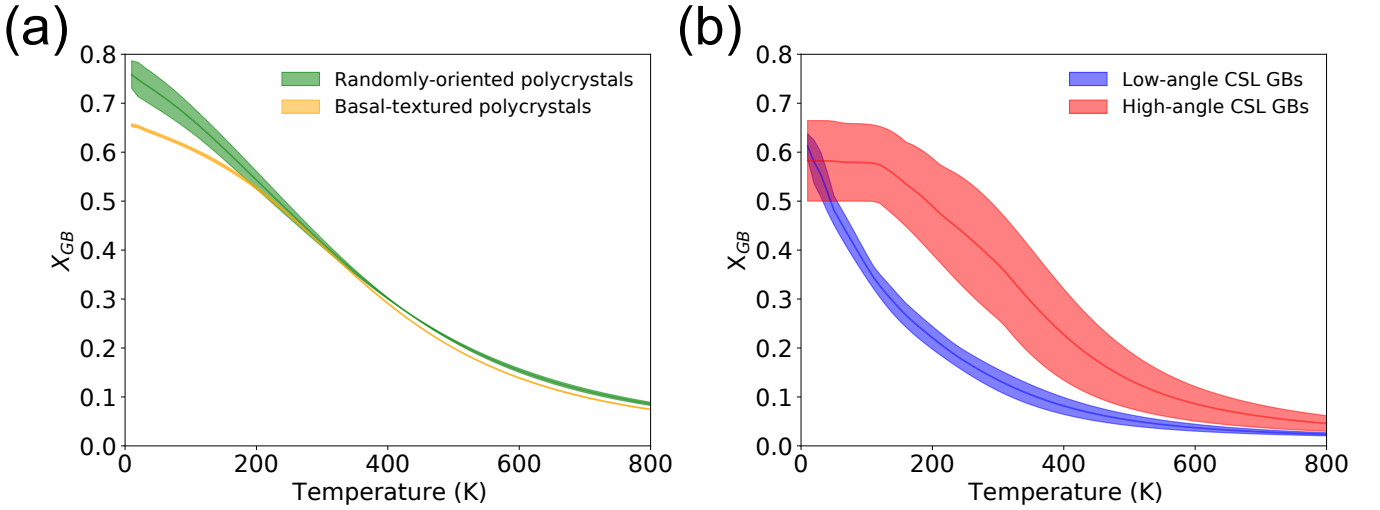 (a)
0.8
0.7
0.6
0.5
0.4
0.3
0.2
0.1
0.0
X_GB
0
200
400
600
800
Temperature (K)
Randomly-oriented polycrystals
Basal-textured polycrystals
(b)
0.8
0.7
0.6
0.5
0.4
0.3
0.2
0.1
0.0
X_GB
0
200
400
600
800
Temperature (K)
Low-angle CSL GBs
High-angle CSL GBs